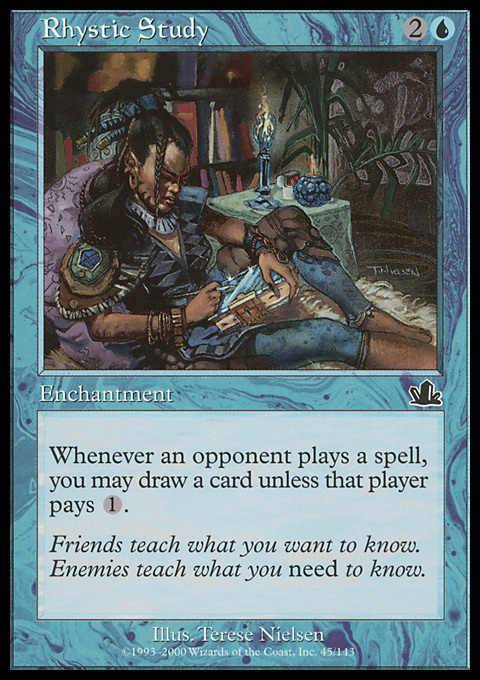 Rhystic Study 2
TiNielsen
Enchantment
Whenever an opponent plays a spell,
you may draw a card unless that player
pays 1.
Friends teach what you want to know.
Enemies teach what you need to know.
Illus. Terese Nielsen
©1993-2000 Wizards of the Coast, Inc. 45/143